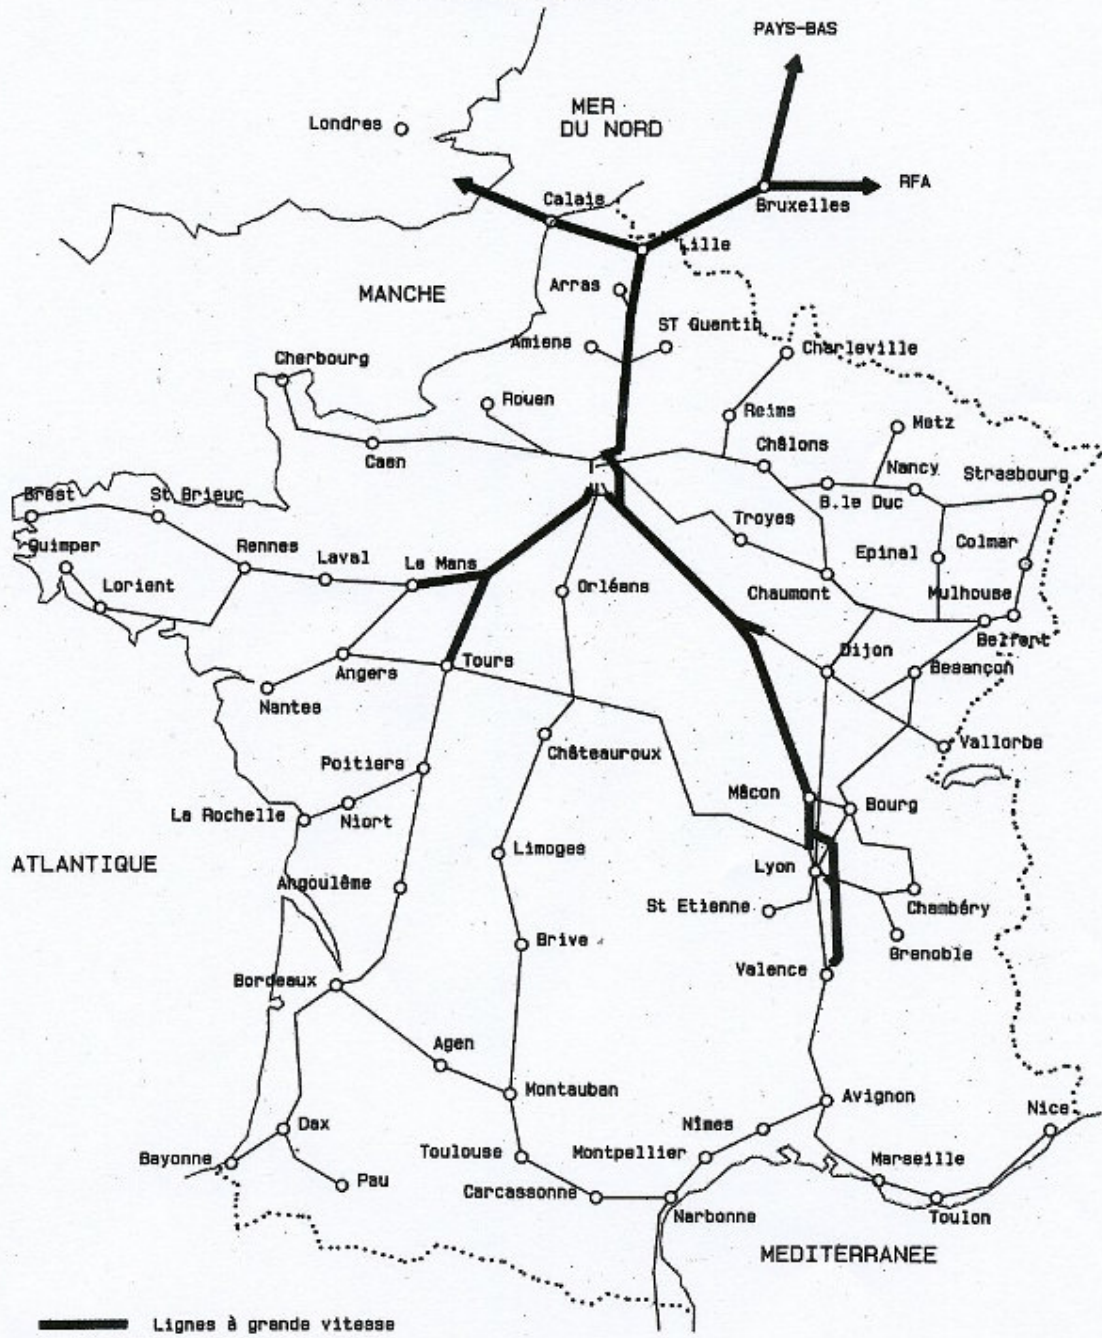 PAYS-BAS
MER
DU NORD
Londres
RFA
Calais
Bruxelles
Lille
Arras
MANCHE
ST Quentin
Amiens
Charleville
Cherbourg
Rouen
Reims
Metz
Caen
Châlons
Nancy
Strasbourg
Brest
St Brieuc
B.le Duc
Troyes
Quimper
Rennes
Laval
Le Mans
Epinal
Colmar
Lorient
Orléans
Chaumont
Mulhouse
Belfort
Angers
Tours
Dijon
Besançon
Nantes
Châteauroux
Vallorbe
Poitiers
Mâcon
Bourg
La Rochelle
Niort
ATLANTIQUE
Limoges
Lyon
Angoulême
St Etienne
Chambéry
Brive
Grenoble
Bordeaux
Valence
Agen
Montauban
Avignon
Nice
Dax
Nîmes
Bayonne
Toulouse
Montpellier
Marseille
Pau
Carcassonne
Narbonne
Toulon
MEDITERRANEE
Lignes à grande vitesse